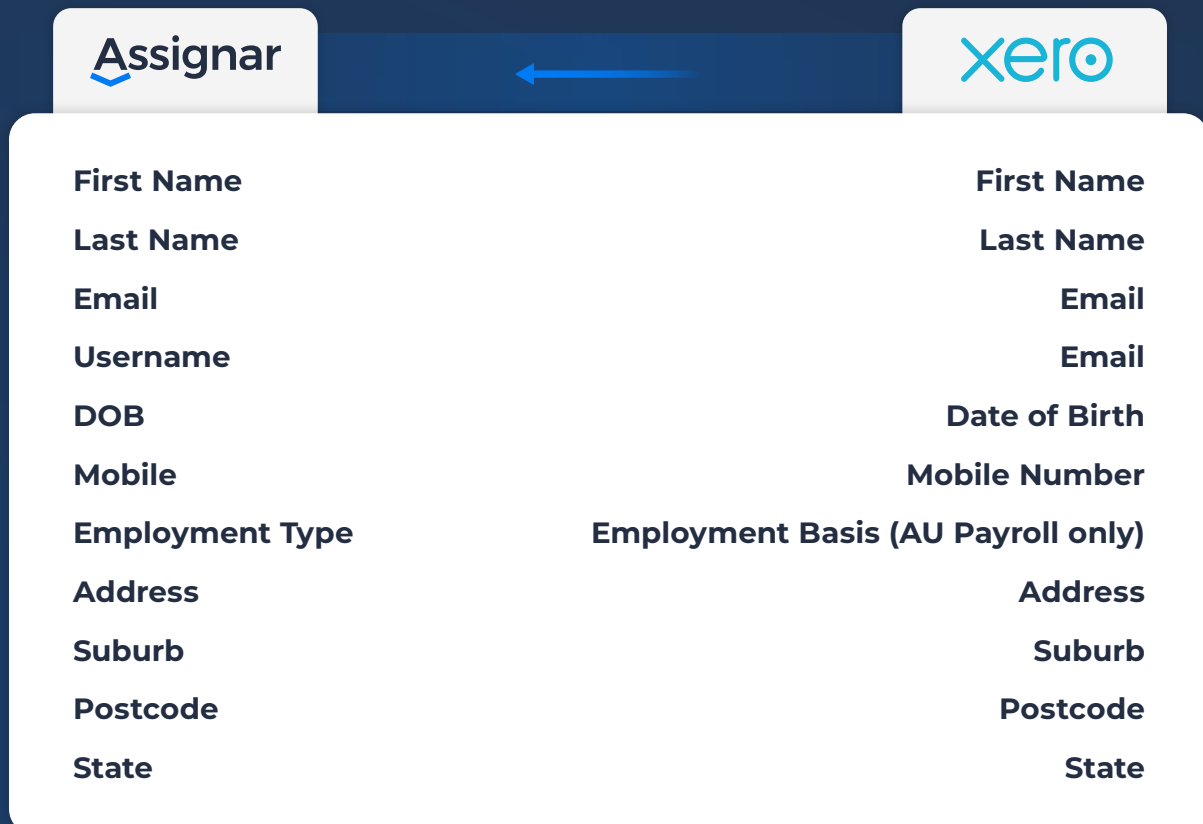 Assignar xero
First Name First Name
Last Name Last Name
Email Email
Username Email
DOB Date of Birth
Mobile Mobile Number
Employment Type Employment Basis (AU Payroll only)
Address Address
Suburb Suburb
Postcode Postcode
State State